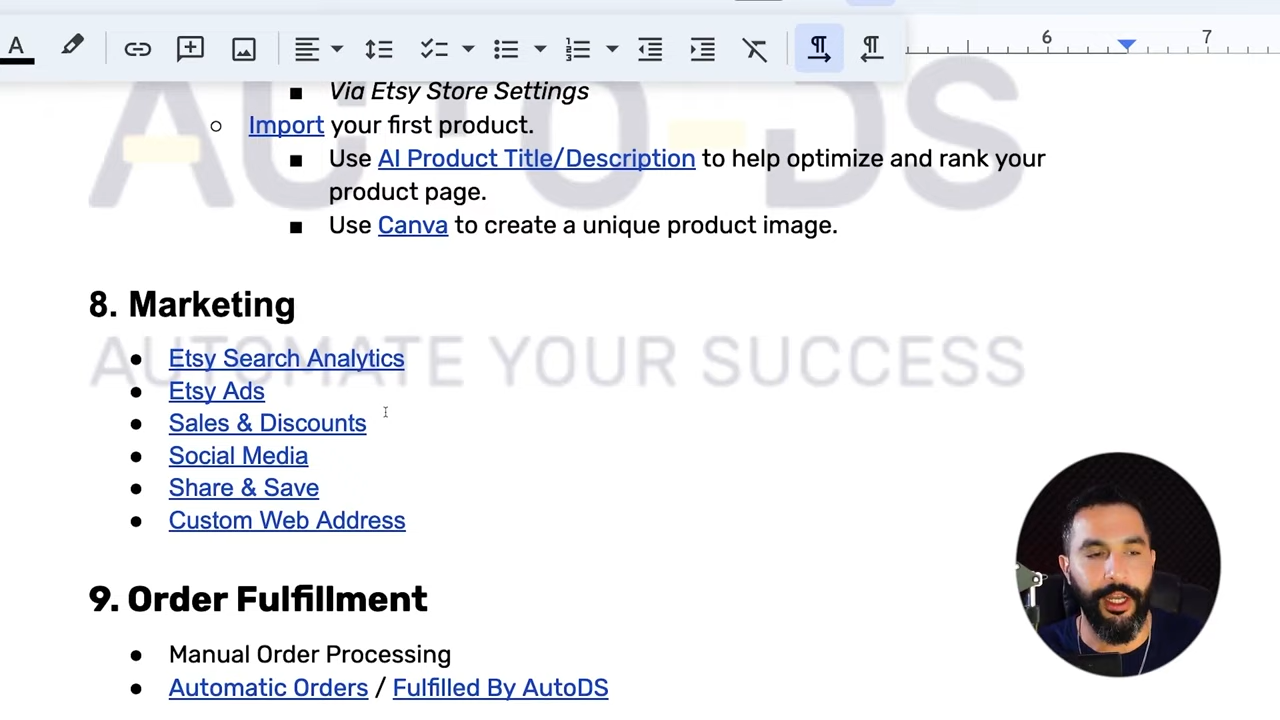 A
6
7
AUTO-DS
Via Etsy Store Settings
Import your first product.
Use AI Product Title/Description to help optimize and rank your
product page.
Use Canva to create a unique product image.
8. Marketing
AUTOMATE YOUR SUCCESS
Etsy Search Analytics
Etsy Ads
Sales & Discounts
Social Media
Share & Save
Custom Web Address
9. Order Fulfillment
Manual Order Processing
Automatic Orders / Fulfilled By AutoDS